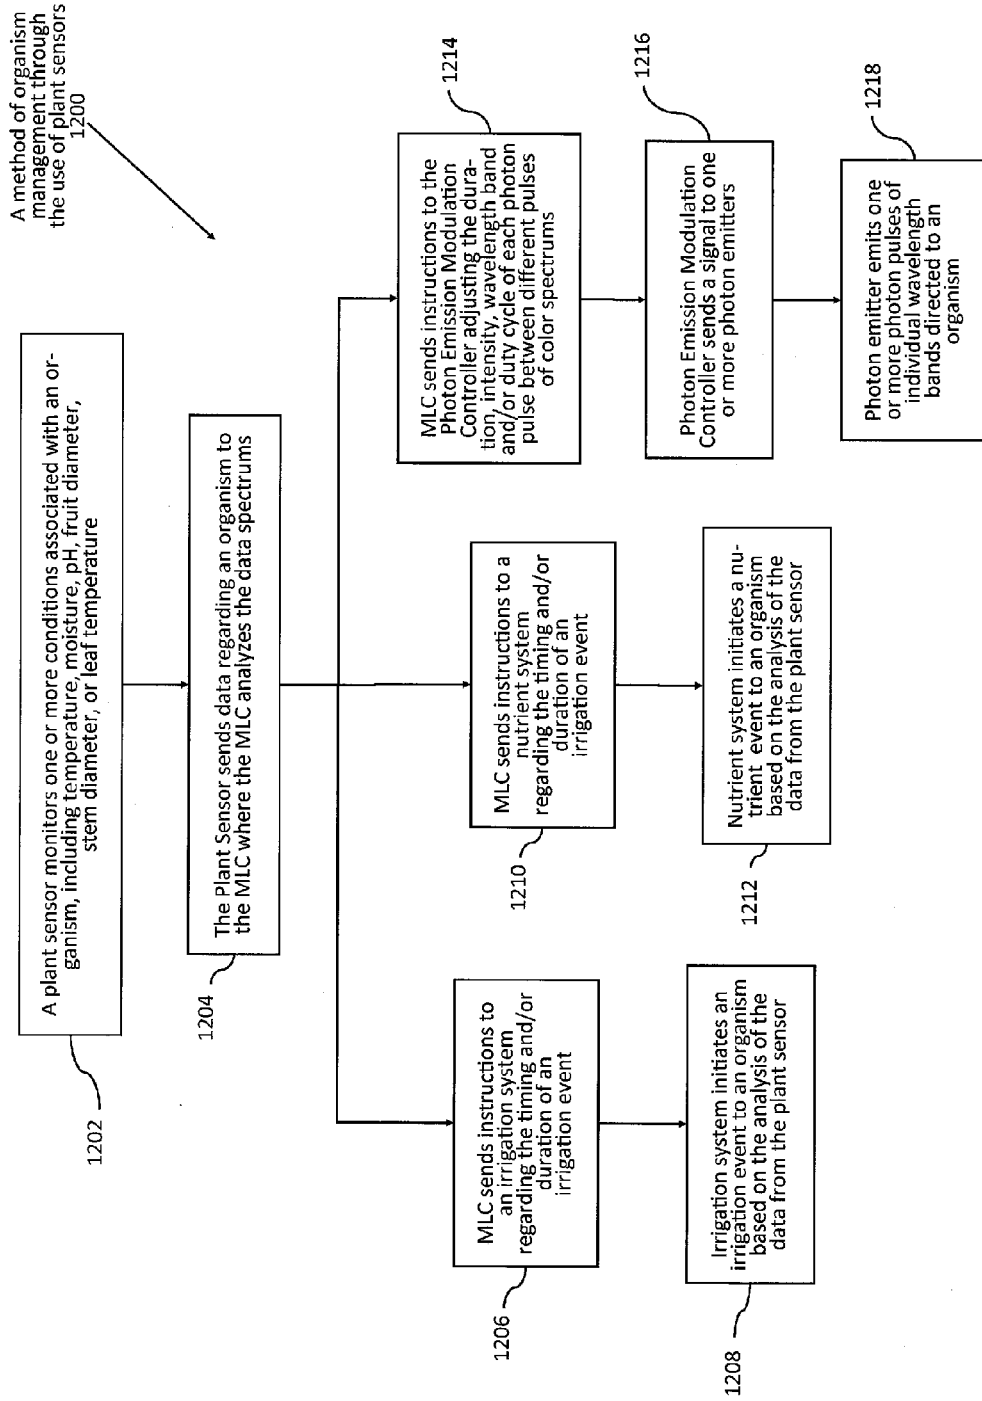 A method of organism
management through
the use of plant sensors
1200
A plant sensor monitors one or more conditions associated with an or-
ganism, including temperature, moisture, pH, fruit diameter,
stem diameter, or leaf temperature
1202
The Plant Sensor sends data regarding an organism to
the MLC where the MLC analyzes the data spectrums
1204
MLC sends instructions to
an irrigation system
regarding the timing and/or
duration of an
irrigation event
1206
Irrigation system initiates an
irrigation event to an organism
based on the analysis of the
data from the plant sensor
1208
MLC sends instructions to a
nutrient system
regarding the timing and/or
duration of an
irrigation event
1210
Nutrient system initiates a nu-
trient event to an organism
based on the analysis of the
data from the plant sensor
1212
MLC sends instructions to the
Photon Emission Modulation
Controller adjusting the dura-
tion, intensity, wavelength band
and/or duty cycle of each photon
pulse between different pulses
of color spectrums
1214
Photon Emission Modulation
Controller sends a signal to one
or more photon emitters
1216
Photon emitter emits one
or more photon pulses of
individual wavelength
bands directed to an
organism
1218